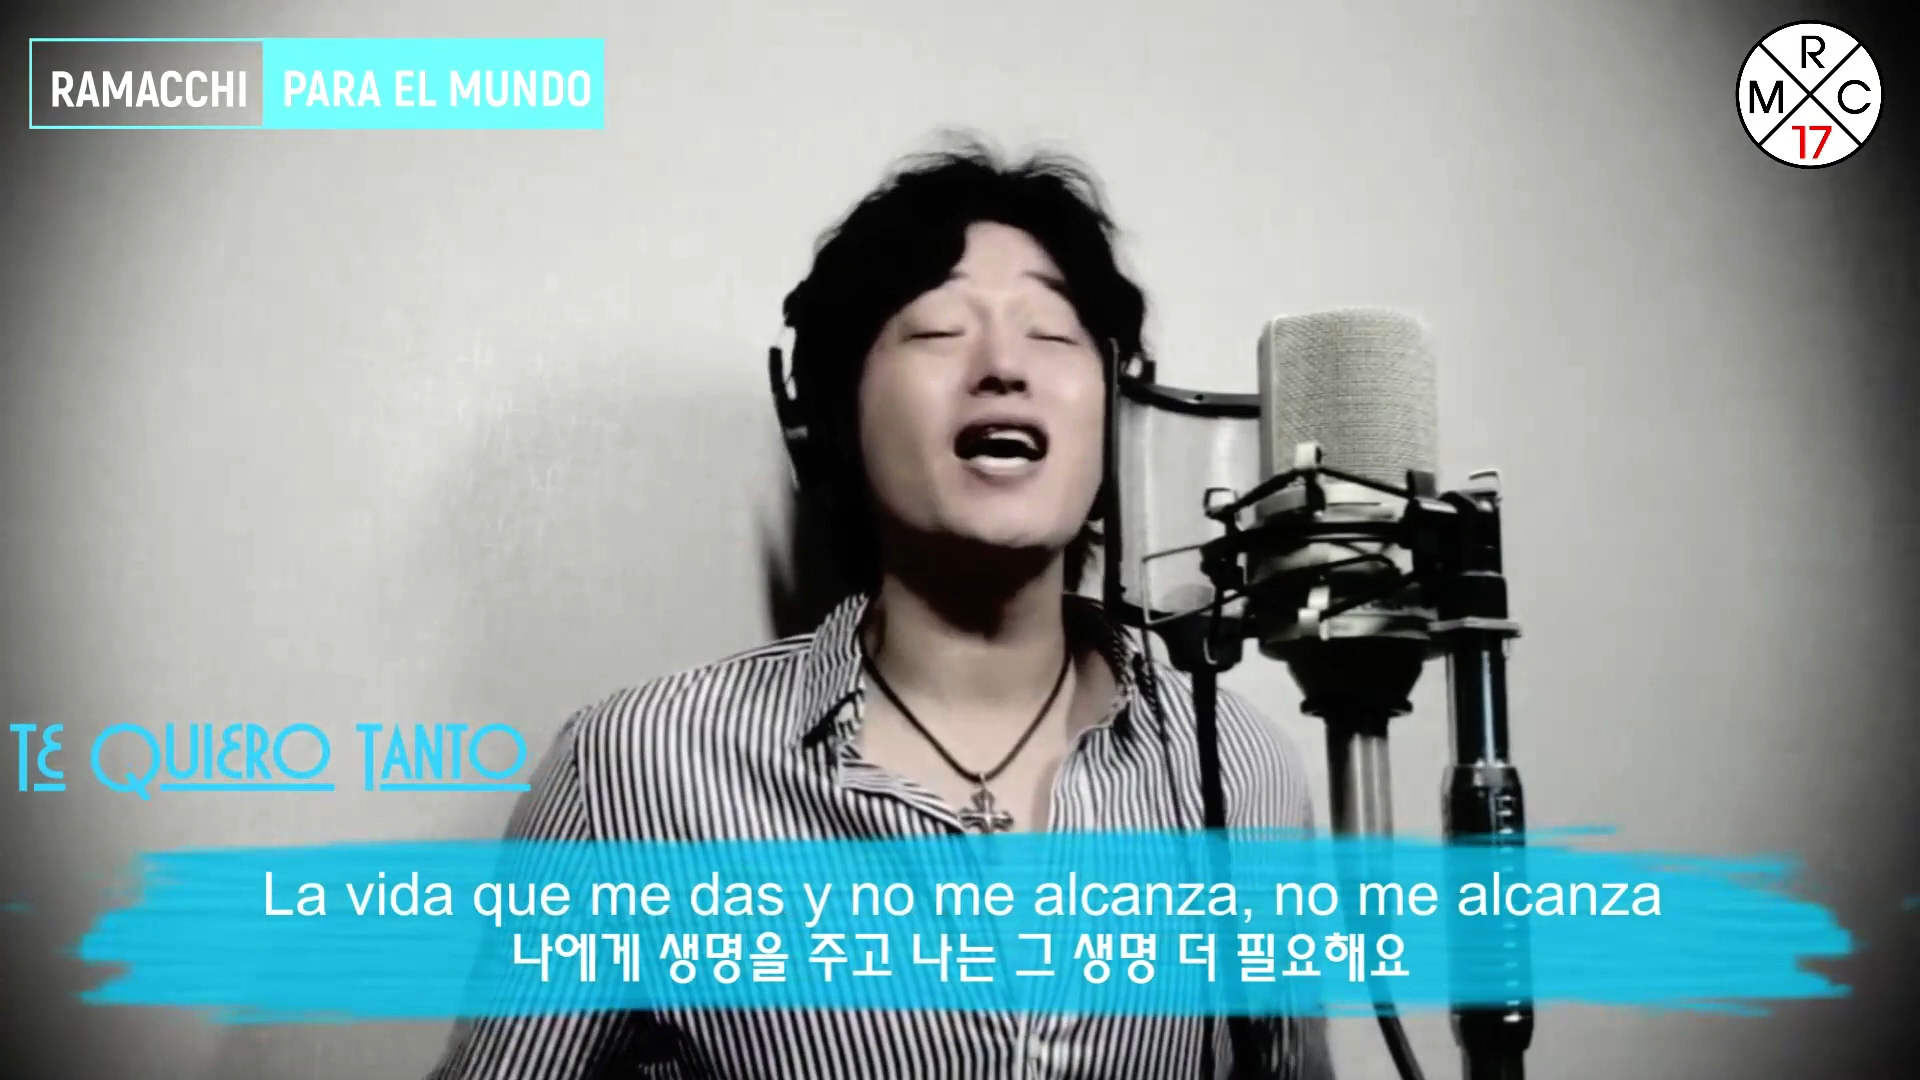 RAMACCHI PARA EL MUNDO
R
M C
17
TE QUIERO TANTO
La vida que me das y no me alcanza, no me alcanza
나에게 생명을 주고 나는 그 생명 더 필요해요